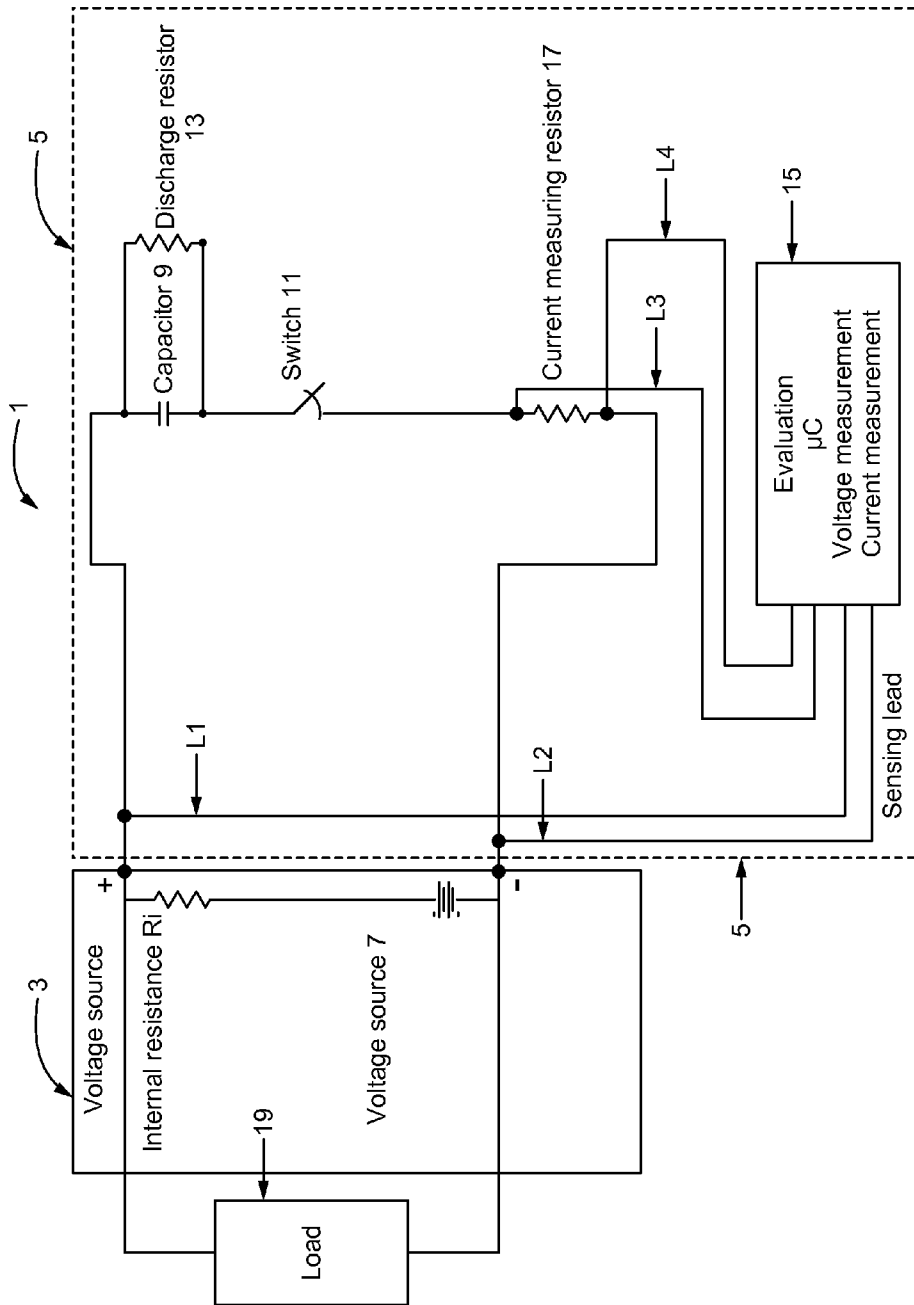 1
3
5
Voltage source
+
Internal resistance Ri
Voltage source 7
-
19
Load
L1
L2
5
Capacitor 9
Discharge resistor
13
Switch 11
Current measuring resistor 17
L3
L4
15
Evaluation
µC
Voltage measurement
Current measurement
Sensing lead